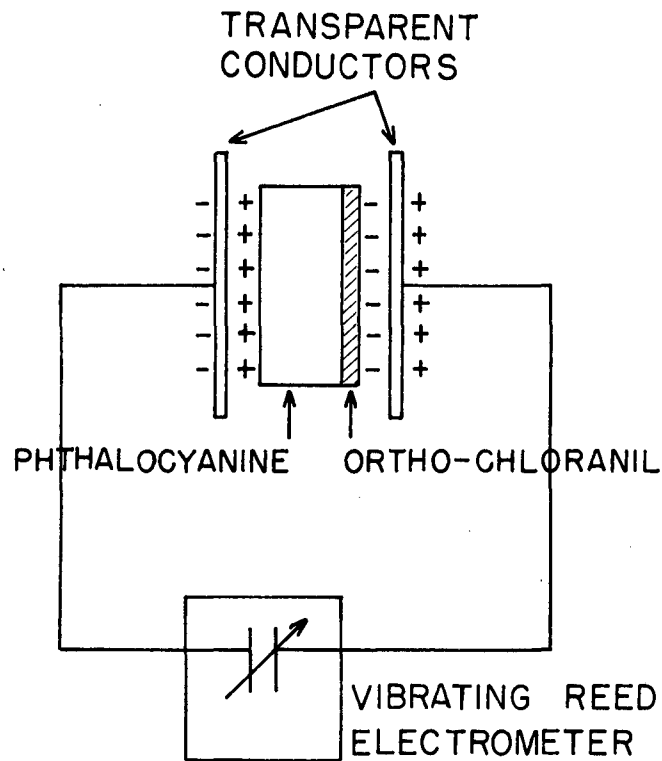 TRANSPARENT
CONDUCTORS
- + - +
- + - +
- + - +
- + - +
- + - +
- + - +
PHTHALOCYANINE ORTHO-CHLORANIL
VIBRATING REED
ELECTROMETER